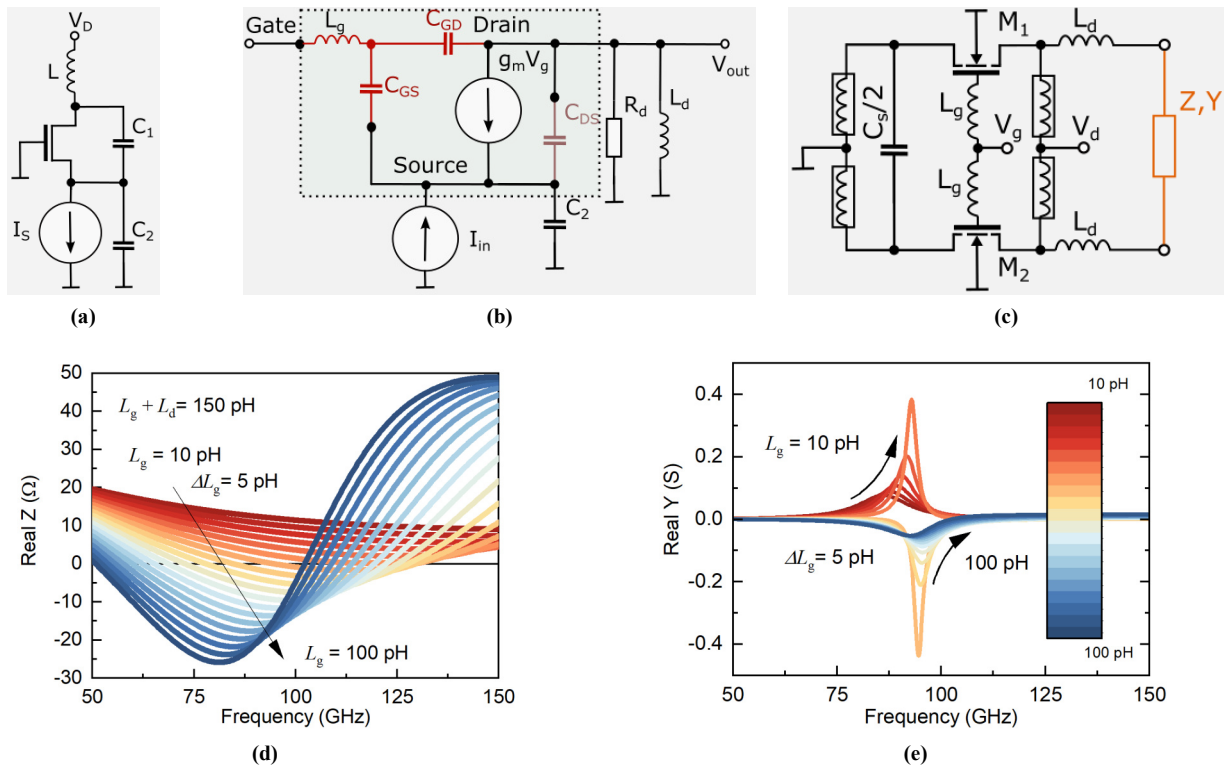 V_D
L
C_1
I_S
C_2
(a)
Gate
L_g
C_GD
Drain
g_mV_g
C_GS
C_DS
R_d
L_d
V_out
Source
C_2
I_in
(b)
M_1
L_d
C_s/2
L_g
V_g
V_d
Z,Y
L_g
L_d
M_2
(c)
50
40
30
20
10
0
-10
-20
-30
Real Z (Ω)
L_g + L_d = 150 pH
L_g = 10 pH
ΔL_g = 5 pH
L_g = 100 pH
50
75
100
125
150
Frequency (GHz)
(d)
0.4
0.2
0.0
-0.2
-0.4
Real Y (S)
L_g = 10 pH
ΔL_g = 5 pH
100 pH
10 pH
100 pH
50
75
100
125
150
Frequency (GHz)
(e)